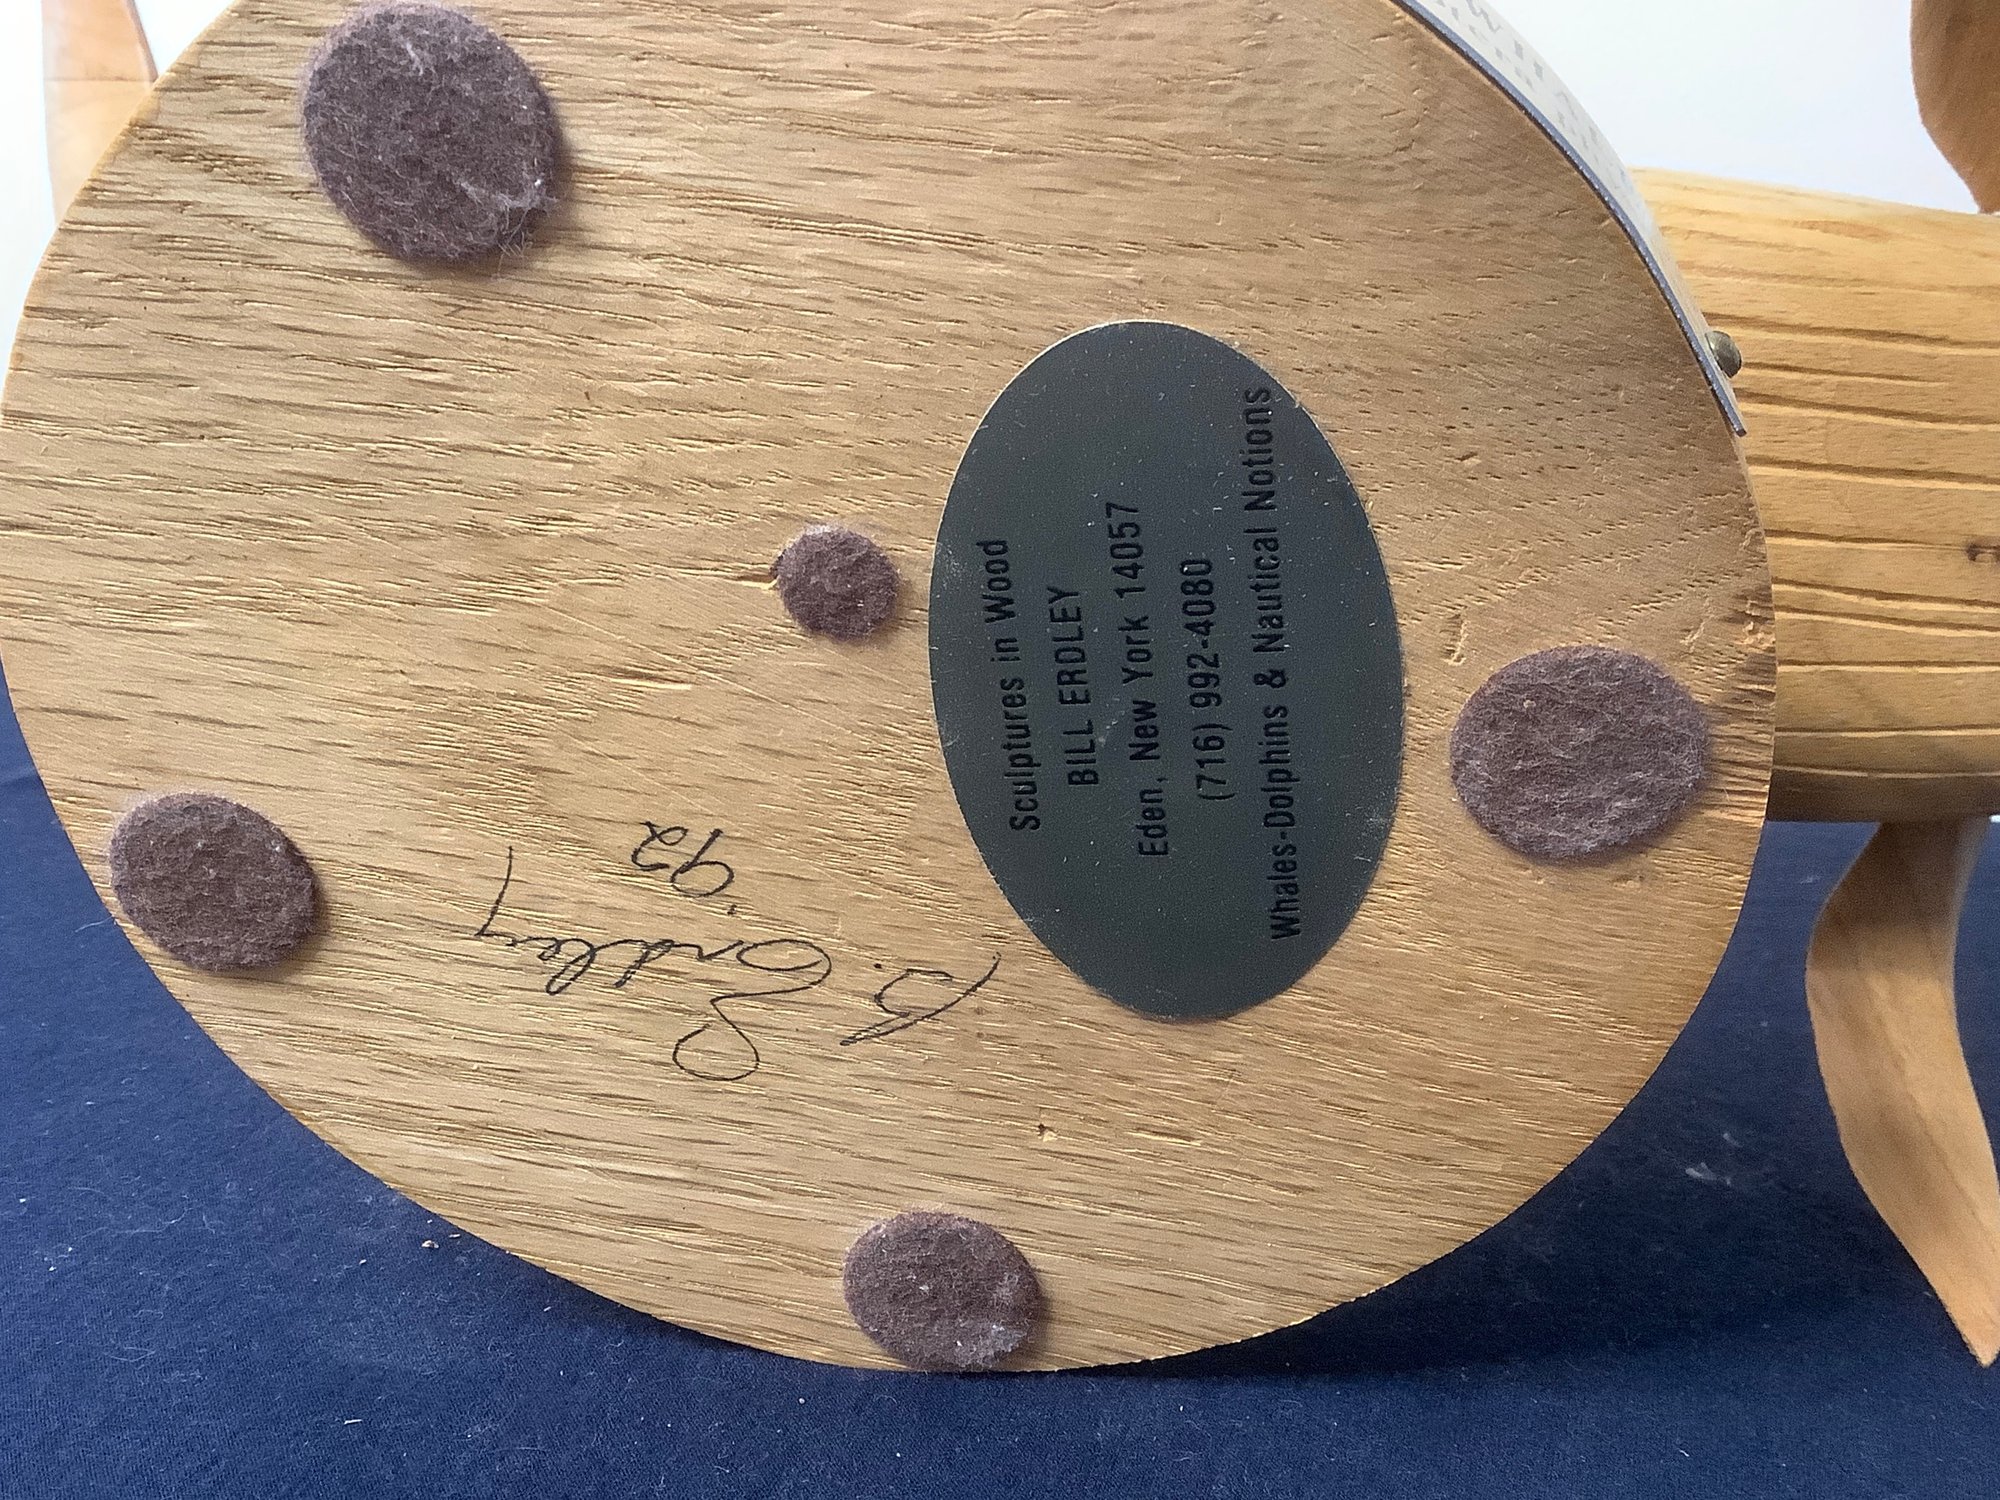 Sculptures in Wood
BILL ERDLEY
Eden, New York 14057
(716) 992-4080
Whales-Dolphins & Nautical Notions
B. Erdley
'92